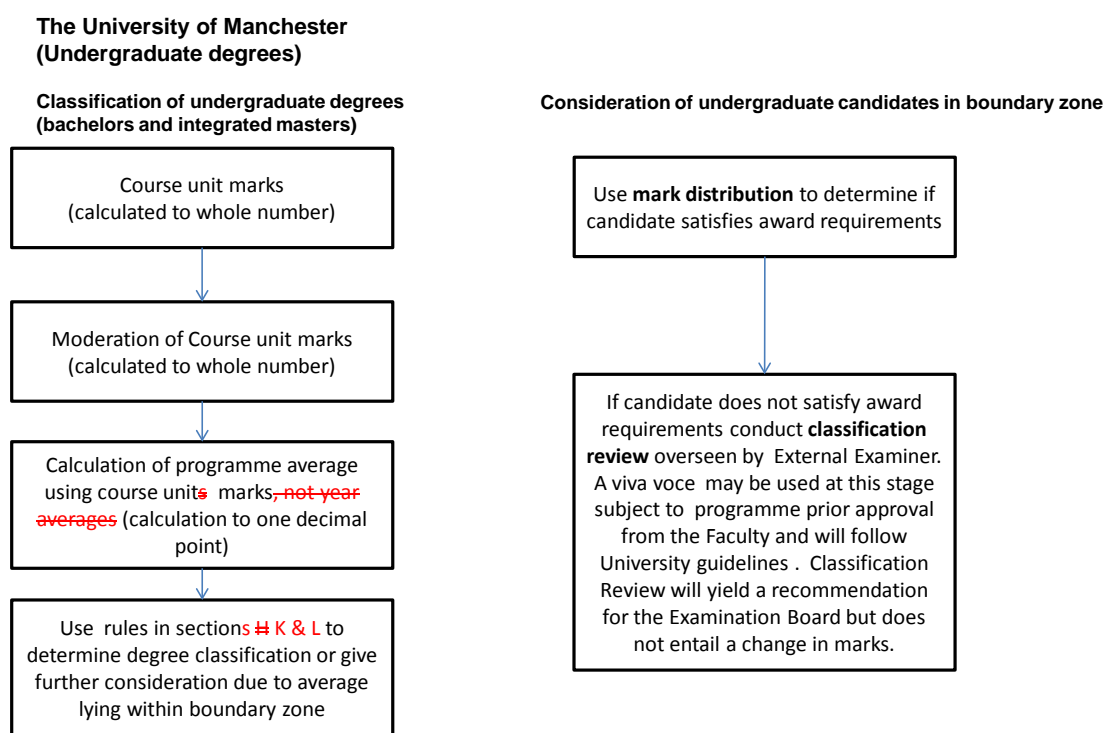 The University of Manchester
(Undergraduate degrees)
Classification of undergraduate degrees
(bachelors and integrated masters)
Course unit marks
(calculated to whole number)
Moderation of Course unit marks
(calculated to whole number)
Calculation of programme average
using course units marks, not year
averages (calculation to one decimal
point)
Use rules in sections H K & L to
determine degree classification or give
further consideration due to average
lying within boundary zone
Consideration of undergraduate candidates in boundary zone
Use mark distribution to determine if
candidate satisfies award requirements
If candidate does not satisfy award
requirements conduct classification
review overseen by External Examiner.
A viva voce may be used at this stage
subject to programme prior approval
from the Faculty and will follow
University guidelines . Classification
Review will yield a recommendation
for the Examination Board but does
not entail a change in marks.